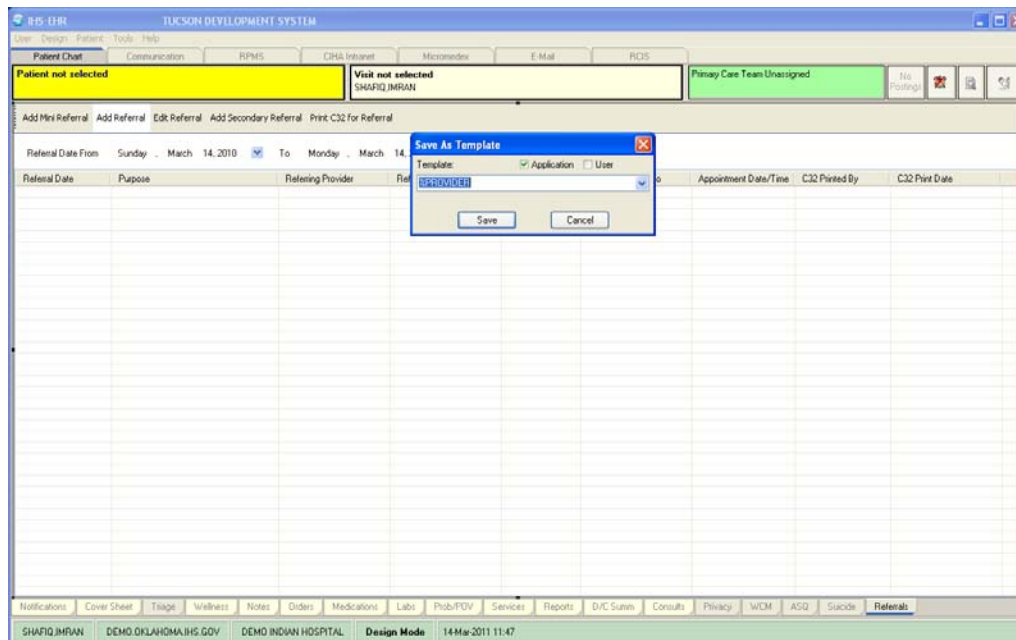 IHS-EHR TUCSON DEVELOPMENT SYSTEM
User Design Patient Tools Help
Patient Chart Communication RPMS CIHA Intranet Micromedex E-Mail RCIS
Patient not selected
Visit not selected
SHAFIQ,IMRAN
Primary Care Team Unassigned
No Postings
Add Mini Referral Add Referral Edit Referral Add Secondary Referral Print C32 for Referral
Referral Date From Sunday , March 14, 2010 To Monday , March 14,
Save As Template
Template: Application User
%PROVIDER
Save Cancel
Referral Date Purpose Referring Provider Ref o Appointment Date/Time C32 Printed By C32 Print Date
Notifications Cover Sheet Triage Wellness Notes Orders Medications Labs Prob/POV Services Reports D/C Summ Consults Privacy WCM ASQ Suicide Referrals
SHAFIQ,IMRAN DEMO.OKLAHOMA.IHS.GOV DEMO INDIAN HOSPITAL Design Mode 14-Mar-2011 11:47